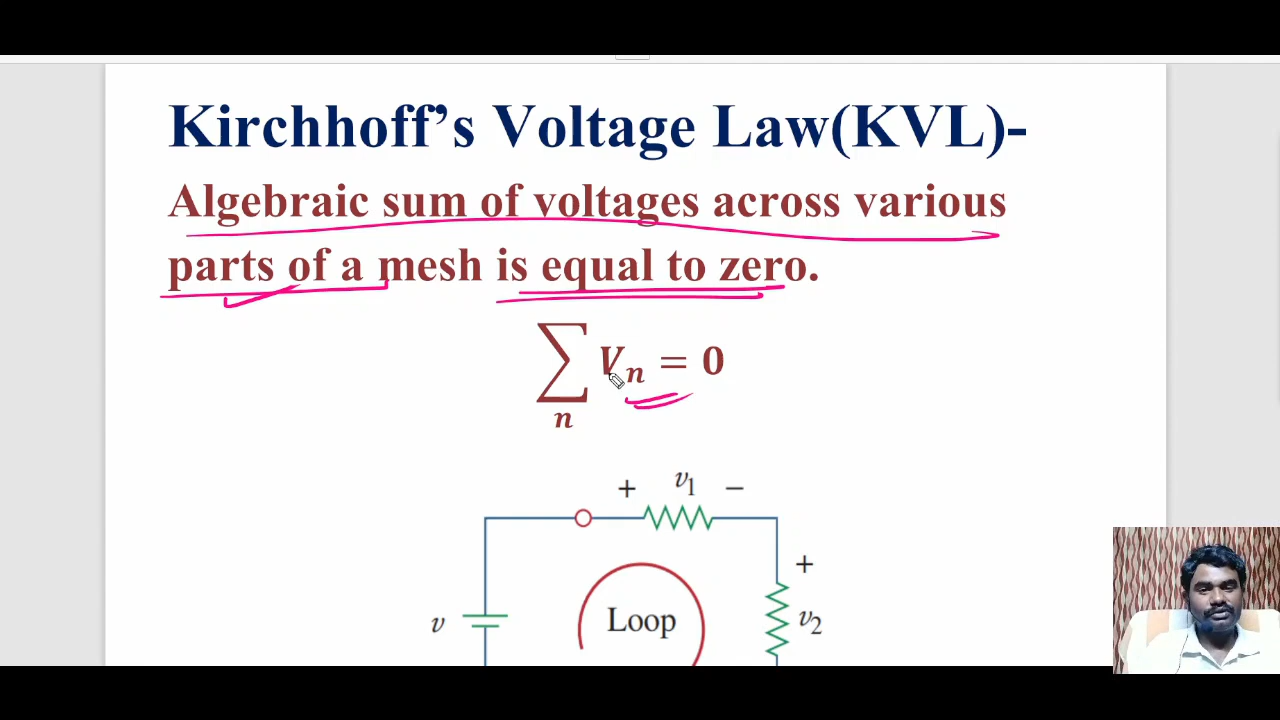 Kirchhoff's Voltage Law(KVL)-
Algebraic sum of voltages across various
parts of a mesh is equal to zero.
∑ Vn = 0
n
+ v1 −
+
Loop
v
v2